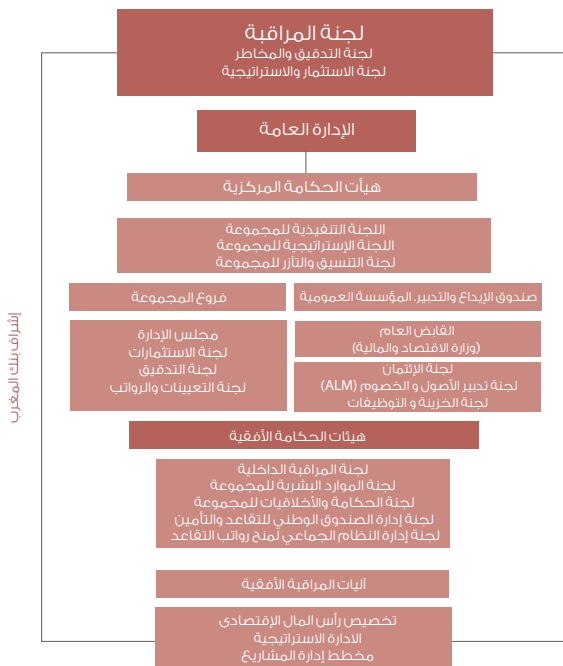 لجنة المراقبة
لجنة التدقيق والمخاطر
لجنة الاستثمار والاستراتيجية
الإدارة العامة
هيأت الحكامة المركزية
اللجنة التنفيذية للمجموعة
اللجنة الإستراتيجية للمجموعة
لجنة التنسيق والتآزر للمجموعة
صندوق الإيداع والتدبير، المؤسسة العمومية
فروع المجموعة
القابض العام
(وزارة الاقتصاد والمالية)
لجنة الإئتمان
لجنة تدبير الأصول و الخصوم (ALM)
لجنة الخزينة و التوظيفات
مجلس الإدارة
لجنة الاستثمارات
لجنة التدقيق
لجنة التعيينات والرواتب
هيئات الحكامة الأفقية
لجنة المراقبة الداخلية
لجنة الموارد البشرية للمجموعة
لجنة الحكامة والأخلاقيات للمجموعة
لجنة إدارة الصندوق الوطني للتقاعد والتأمين
لجنة إدارة النظام الجماعي لمنح رواتب التقاعد
آليات المراقبة الأفقية
تخصيص رأس المال الإقتصادى
الادارة الاستراتيجية
مخطط إدارة المشاريع
إشراف بنك المغرب